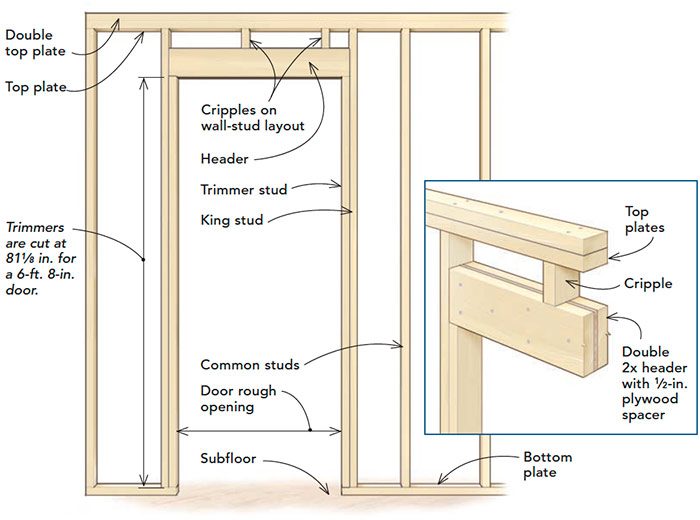 Double
top plate
Top plate
Cripples on
wall-stud layout
Header
Trimmer stud
King stud
Trimmers
are cut at
81⅛ in. for
a 6-ft. 8-in.
door.
Common studs
Door rough
opening
Subfloor
Top
plates
Cripple
Double
2x header
with ½-in.
plywood
spacer
Bottom
plate